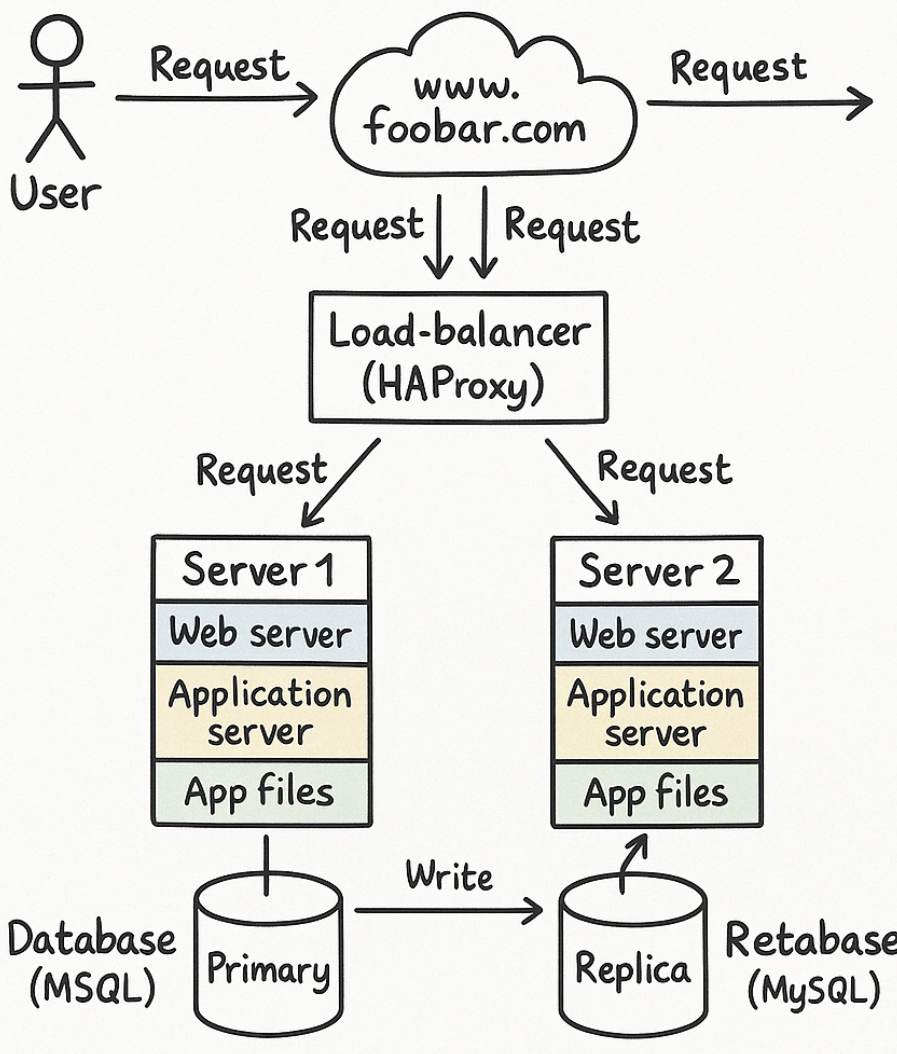 Request
Request
www.
foobar.com
User
Request
Request
Load-balancer
(HAProxy)
Request
Request
Server 1
Server 2
Web server
Web server
Application
server
Application
server
App files
App files
Write
Database
(MSQL)
Primary
Replica
Retabase
(MySQL)